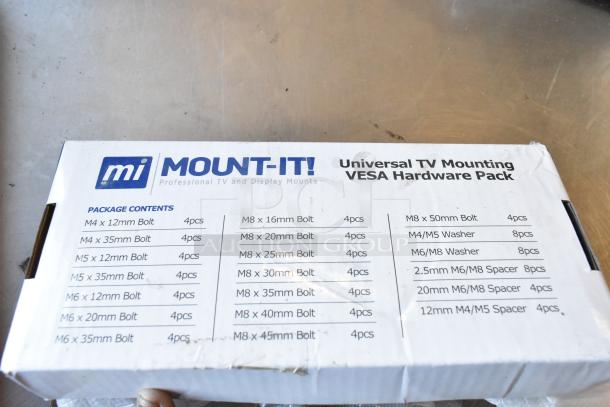 mi MOUNT-IT!
Professional TV and Display Mounts
Universal TV Mounting
VESA Hardware Pack
PACKAGE CONTENTS
M4 x 12mm Bolt 4pcs
M4 x 35mm Bolt 4pcs
M5 x 12mm Bolt 4pcs
M5 x 35mm Bolt 4pcs
M6 x 12mm Bolt 4pcs
M6 x 20mm Bolt 4pcs
M6 x 35mm Bolt 4pcs
M8 x 16mm Bolt 4pcs
M8 x 20mm Bolt 4pcs
M8 x 25mm Bolt 4pcs
M8 x 30mm Bolt 4pcs
M8 x 35mm Bolt 4pcs
M8 x 40mm Bolt 4pcs
M8 x 45mm Bolt 4pcs
M8 x 50mm Bolt 4pcs
M4/M5 Washer 8pcs
M6/M8 Washer 8pcs
2.5mm M6/M8 Spacer 8pcs
20mm M6/M8 Spacer 4pcs
12mm M4/M5 Spacer 4pcs
AUCTION GROUP